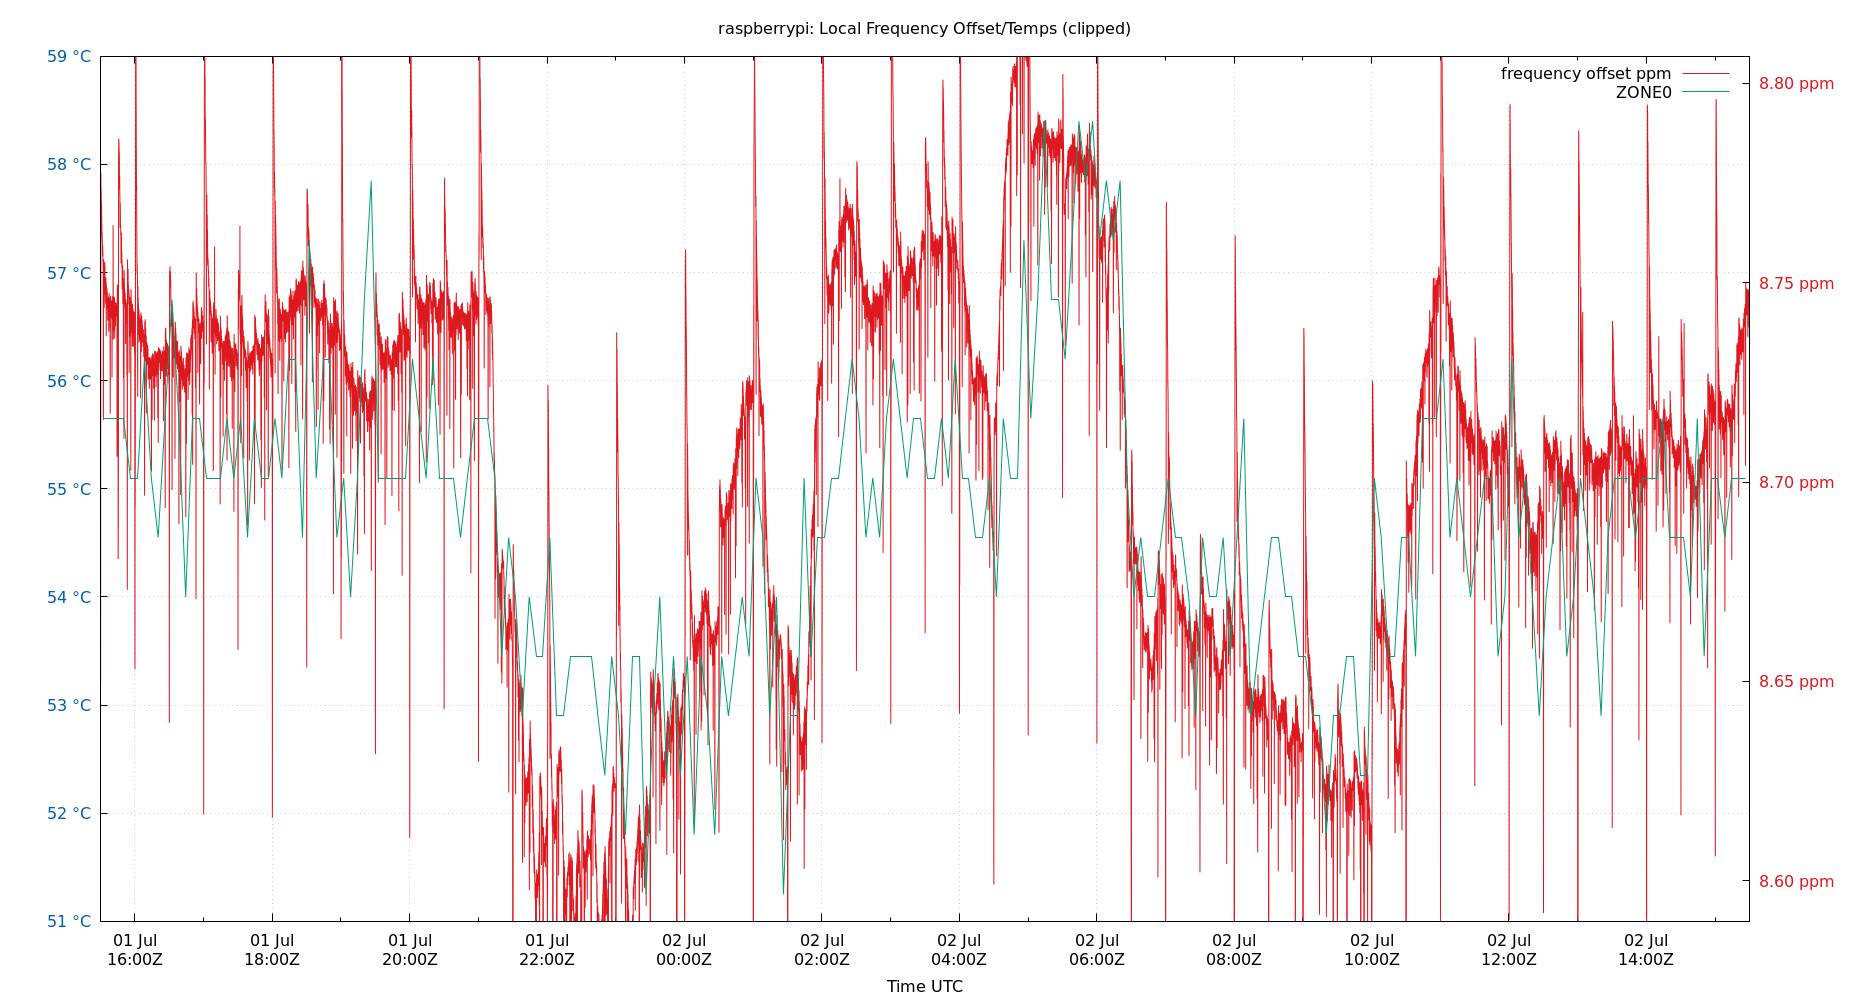 raspberrypi: Local Frequency Offset/Temps (clipped)
59 °C
58 °C
57 °C
56 °C
55 °C
54 °C
53 °C
52 °C
51 °C
frequency offset ppm
ZONE0
8.80 ppm
8.75 ppm
8.70 ppm
8.65 ppm
8.60 ppm
01 Jul 01 Jul 01 Jul 01 Jul 02 Jul 02 Jul 02 Jul 02 Jul 02 Jul 02 Jul 02 Jul 02 Jul
16:00Z 18:00Z 20:00Z 22:00Z 00:00Z 02:00Z 04:00Z 06:00Z 08:00Z 10:00Z 12:00Z 14:00Z
Time UTC